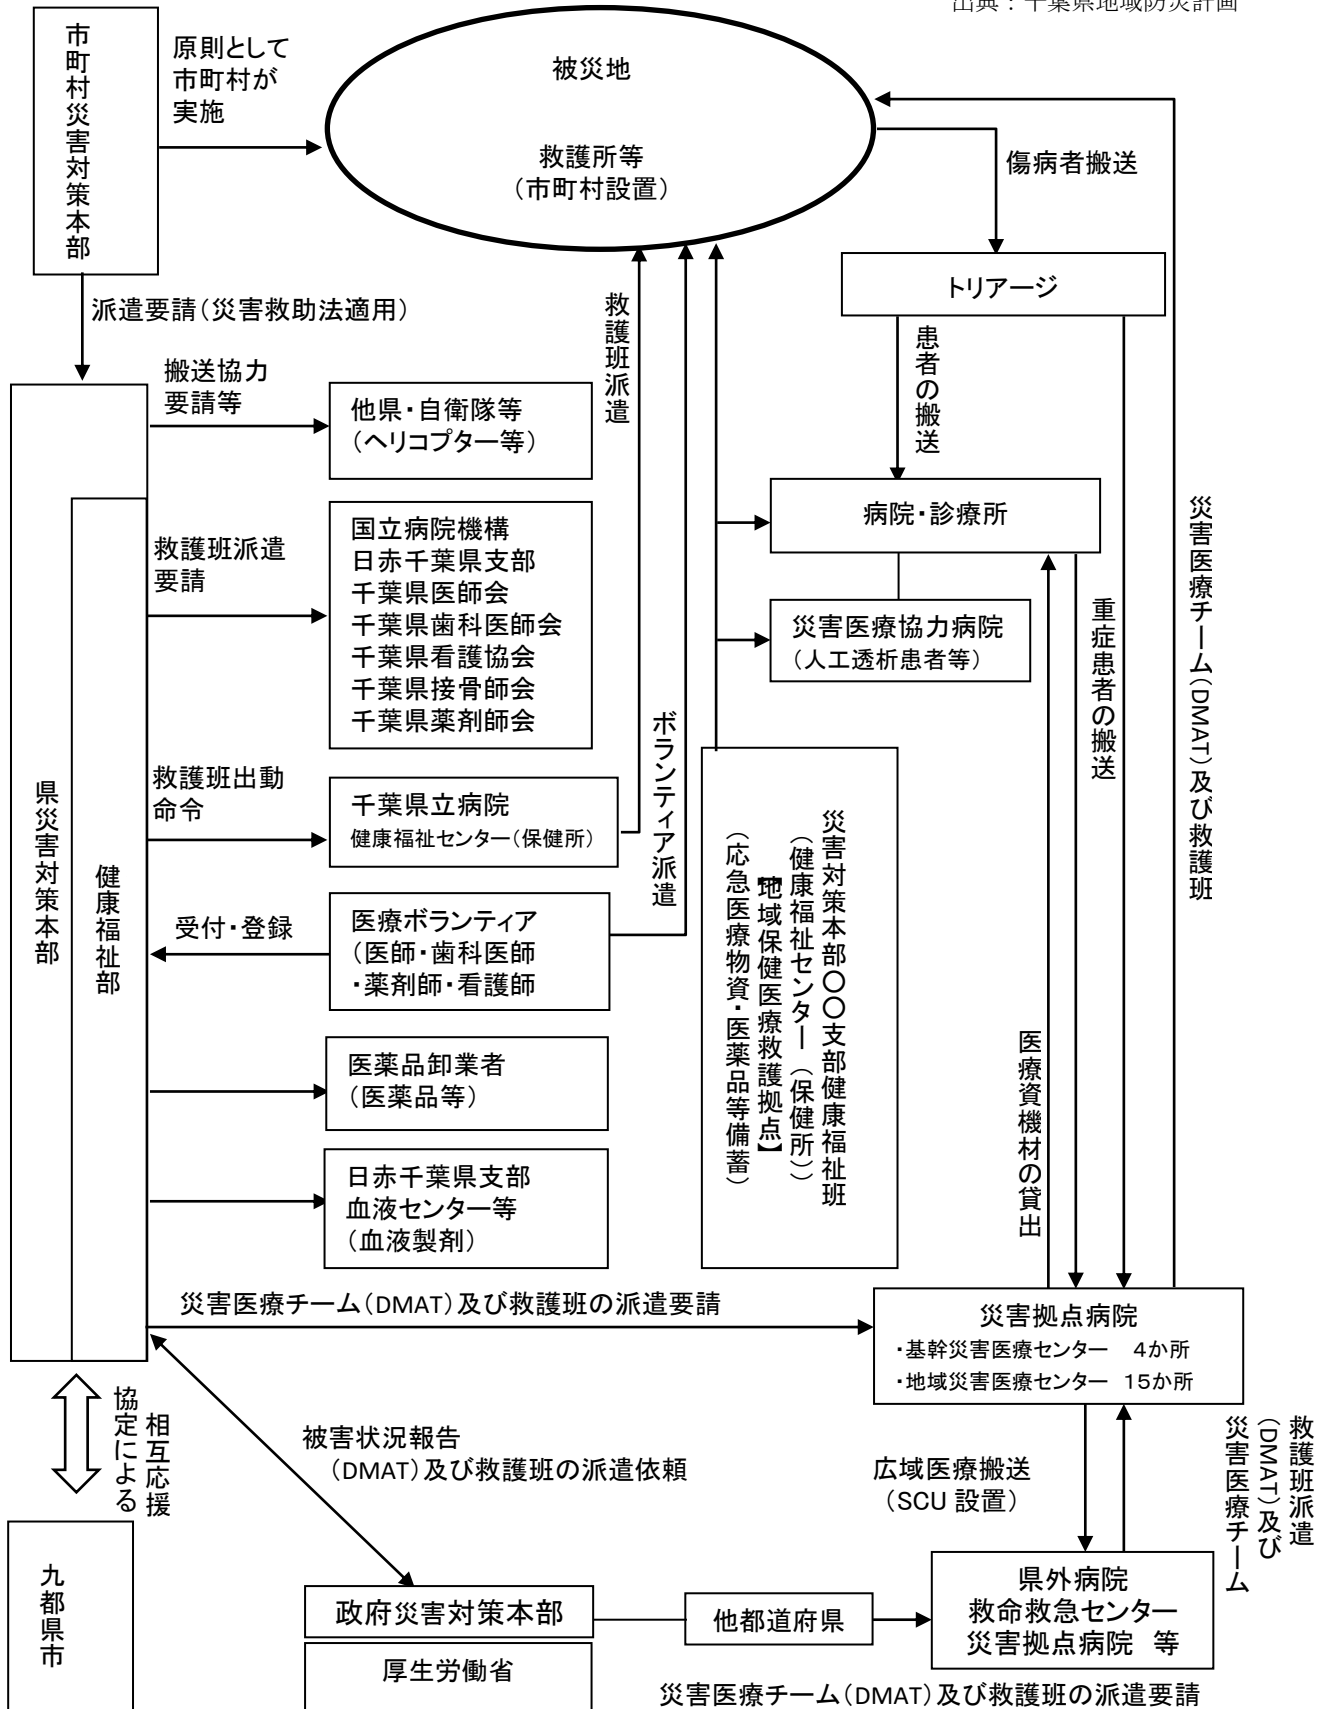 出典：千葉県地域防災計画
市町村災害対策本部
原則として
市町村が
実施
被災地
救護所等
（市町村設置）
傷病者搬送
トリアージ
派遣要請（災害救助法適用）
救護班派遣
患者の搬送
搬送協力
要請等
他県・自衛隊等
（ヘリコプター等）
病院・診療所
災害医療チーム（DMAT）及び救護班
救護班派遣
要請
国立病院機構
日赤千葉県支部
千葉県医師会
千葉県歯科医師会
千葉県看護協会
千葉県接骨師会
千葉県薬剤師会
災害医療協力病院
（人工透析患者等）
重症患者の搬送
ボランティア派遣
県災害対策本部
健康福祉部
救護班出動
命令
千葉県立病院
健康福祉センター（保健所）
災害対策本部〇〇支部健康福祉班
（健康福祉センター（保健所））
【地域保健医療救護拠点】
（応急医療物資・医薬品等備蓄）
受付・登録
医療ボランティア
（医師・歯科医師
・薬剤師・看護師
医薬品卸業者
（医薬品等）
医療資機材の貸出
日赤千葉県支部
血液センター等
（血液製剤）
災害医療チーム（DMAT）及び救護班の派遣要請
災害拠点病院
・基幹災害医療センター　4か所
・地域災害医療センター　15か所
相互応援
協定による
被害状況報告
（DMAT）及び救護班の派遣依頼
広域医療搬送
（SCU 設置）
救護班派遣
（DMAT）及び
災害医療チーム
九都県市
政府災害対策本部
厚生労働省
他都道府県
県外病院
救命救急センター
災害拠点病院　等
災害医療チーム（DMAT）及び救護班の派遣要請